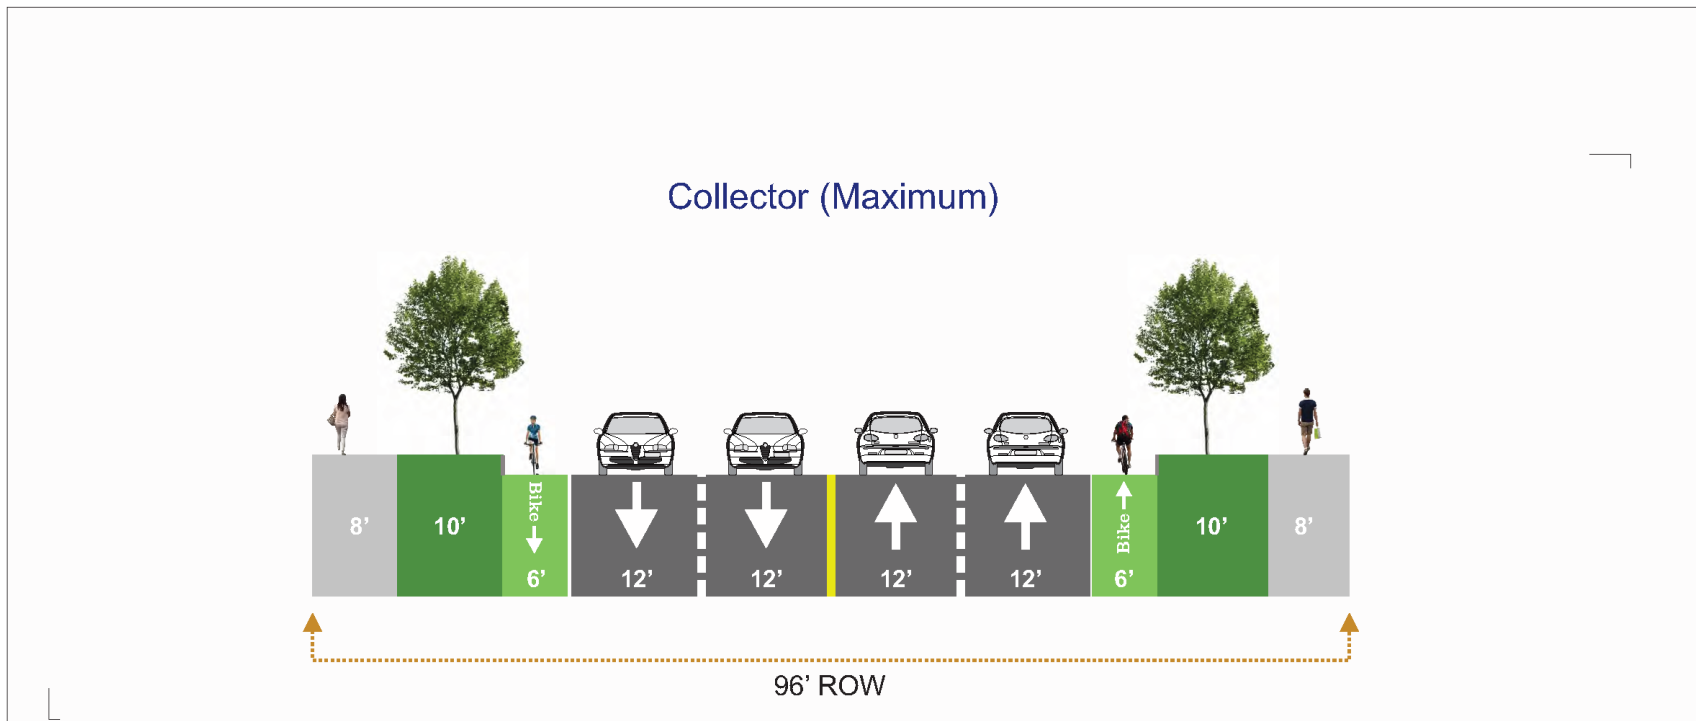 Collector (Maximum)
Bike
Bike
8’ 10’ 10’ 8’
6’ 12’ 12’ 12’ 12’ 6’
96’ ROW